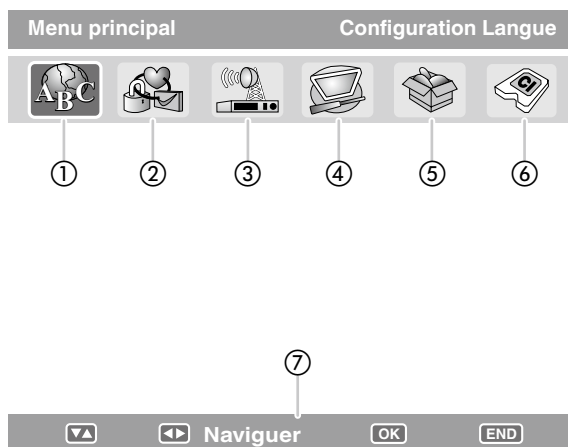 Menu principal Configuration Langue
ABC CI
① ② ③ ④ ⑤ ⑥
⑦
Naviguer OK END